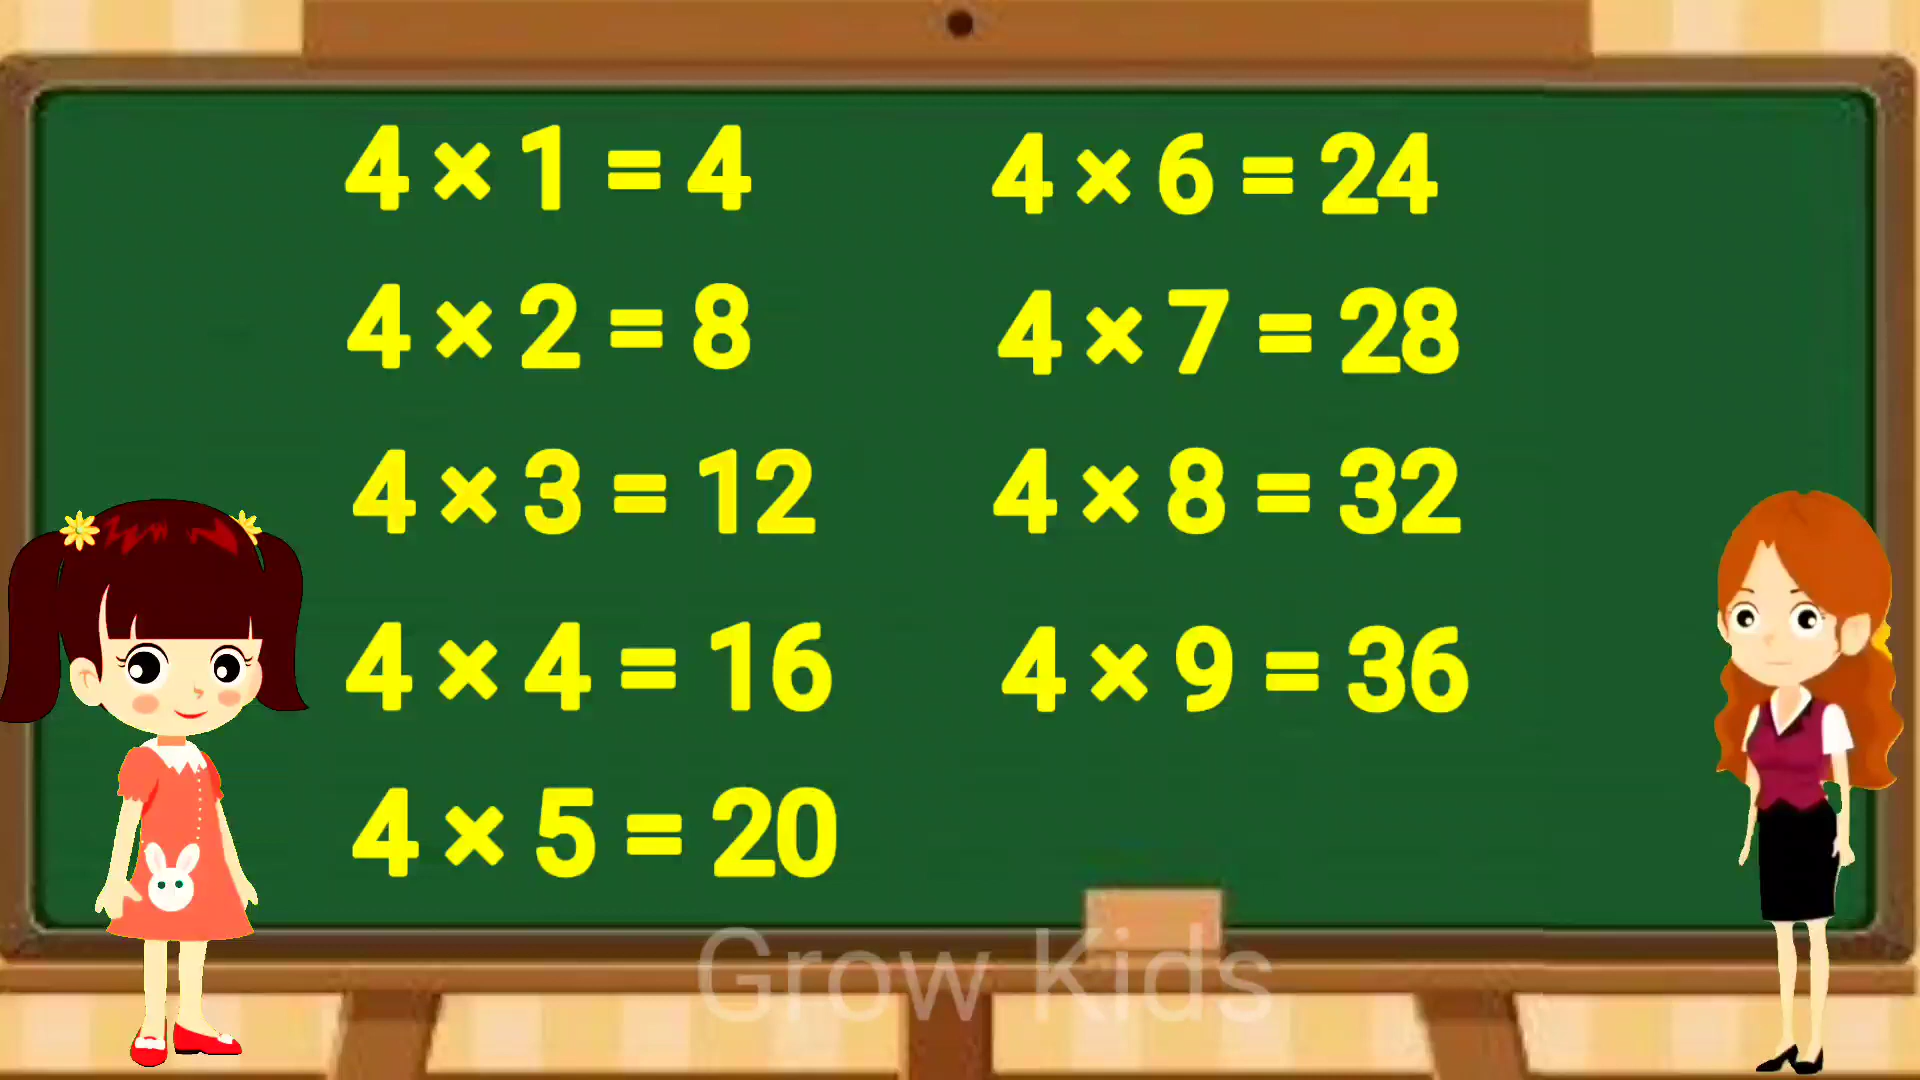 4 × 1 = 4
4 × 2 = 8
4 × 3 = 12
4 × 4 = 16
4 × 5 = 20
4 × 6 = 24
4 × 7 = 28
4 × 8 = 32
4 × 9 = 36
Grow Kids